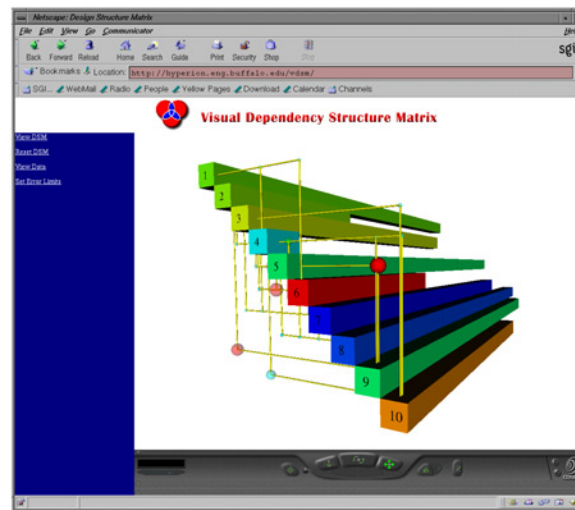 Netscape: Design Structure Matrix
File Edit View Go Communicator Help
Back Forward Reload Home Search Guide Print Security Shop Stop
sgi
Bookmarks Location: http://hyperion.eng.buffalo.edu/vdsm/
SGI... WebMail Radio People Yellow Pages Download Calendar Channels
Visual Dependency Structure Matrix
View DSM
Reset DSM
View Data
Set Error Limits
1
2
3
4
5
6
7
8
9
10